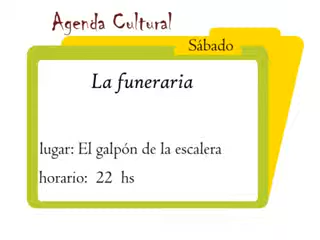 Agenda Cultural
Sábado
La funeraria
lugar: El galpón de la escalera
horario: 22 hs